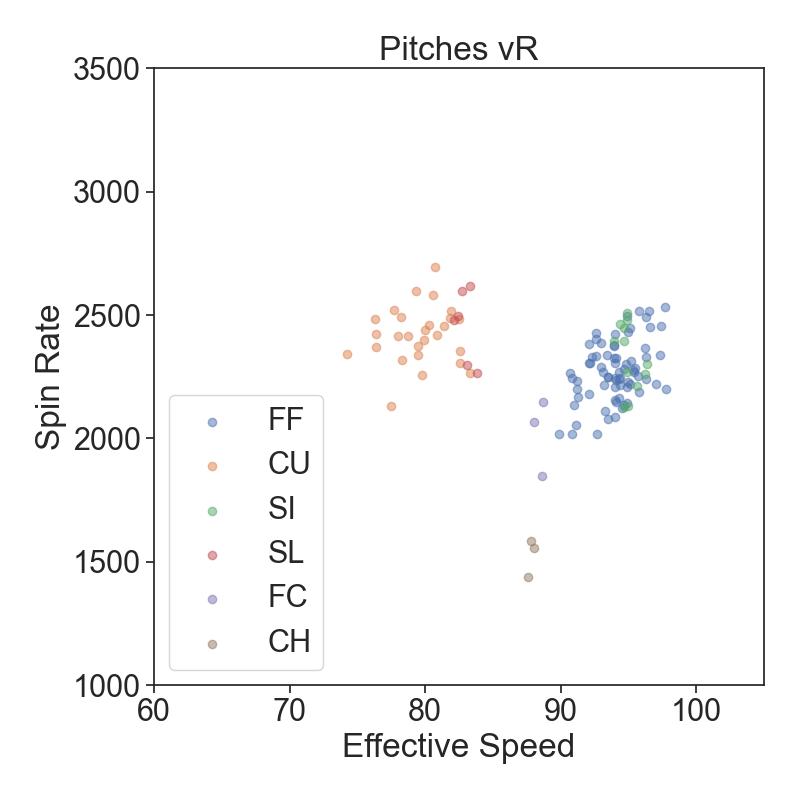 Pitches vR
3500
3000
2500
2000
1500
1000
Spin Rate
FF
CU
SI
SL
FC
CH
60 70 80 90 100
Effective Speed